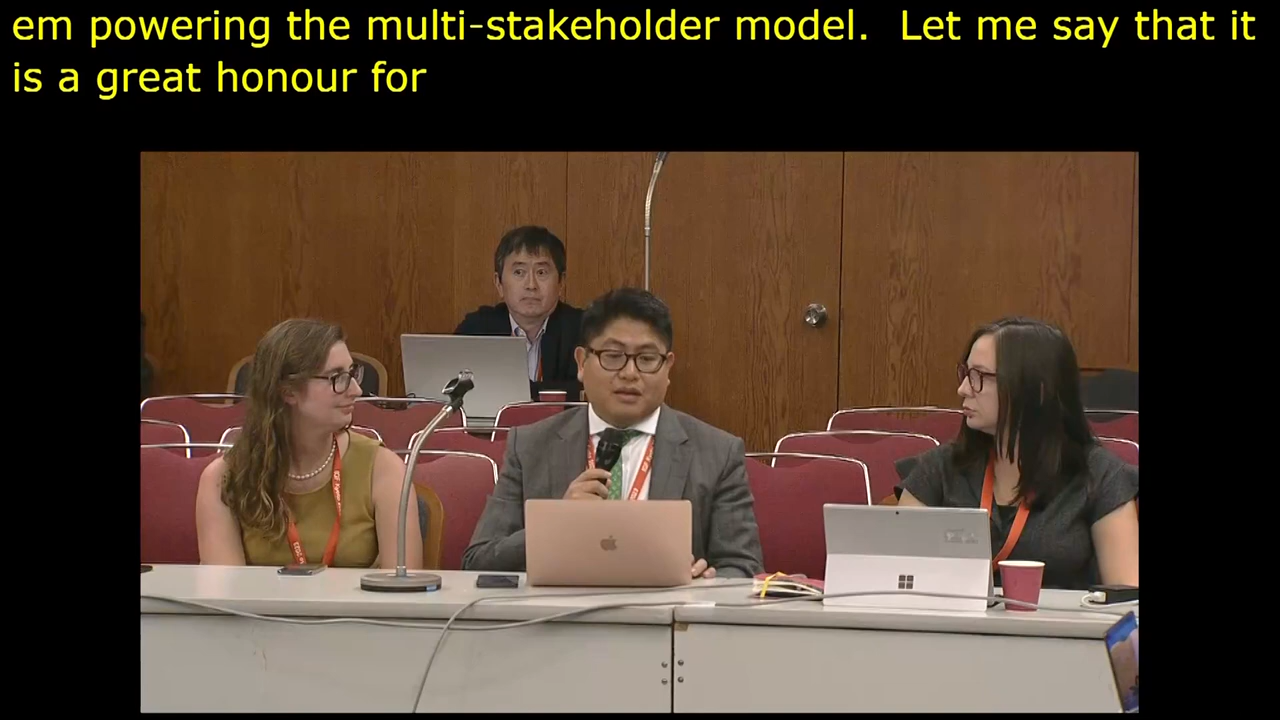 em powering the multi-stakeholder model.  Let me say that it
is a great honour for